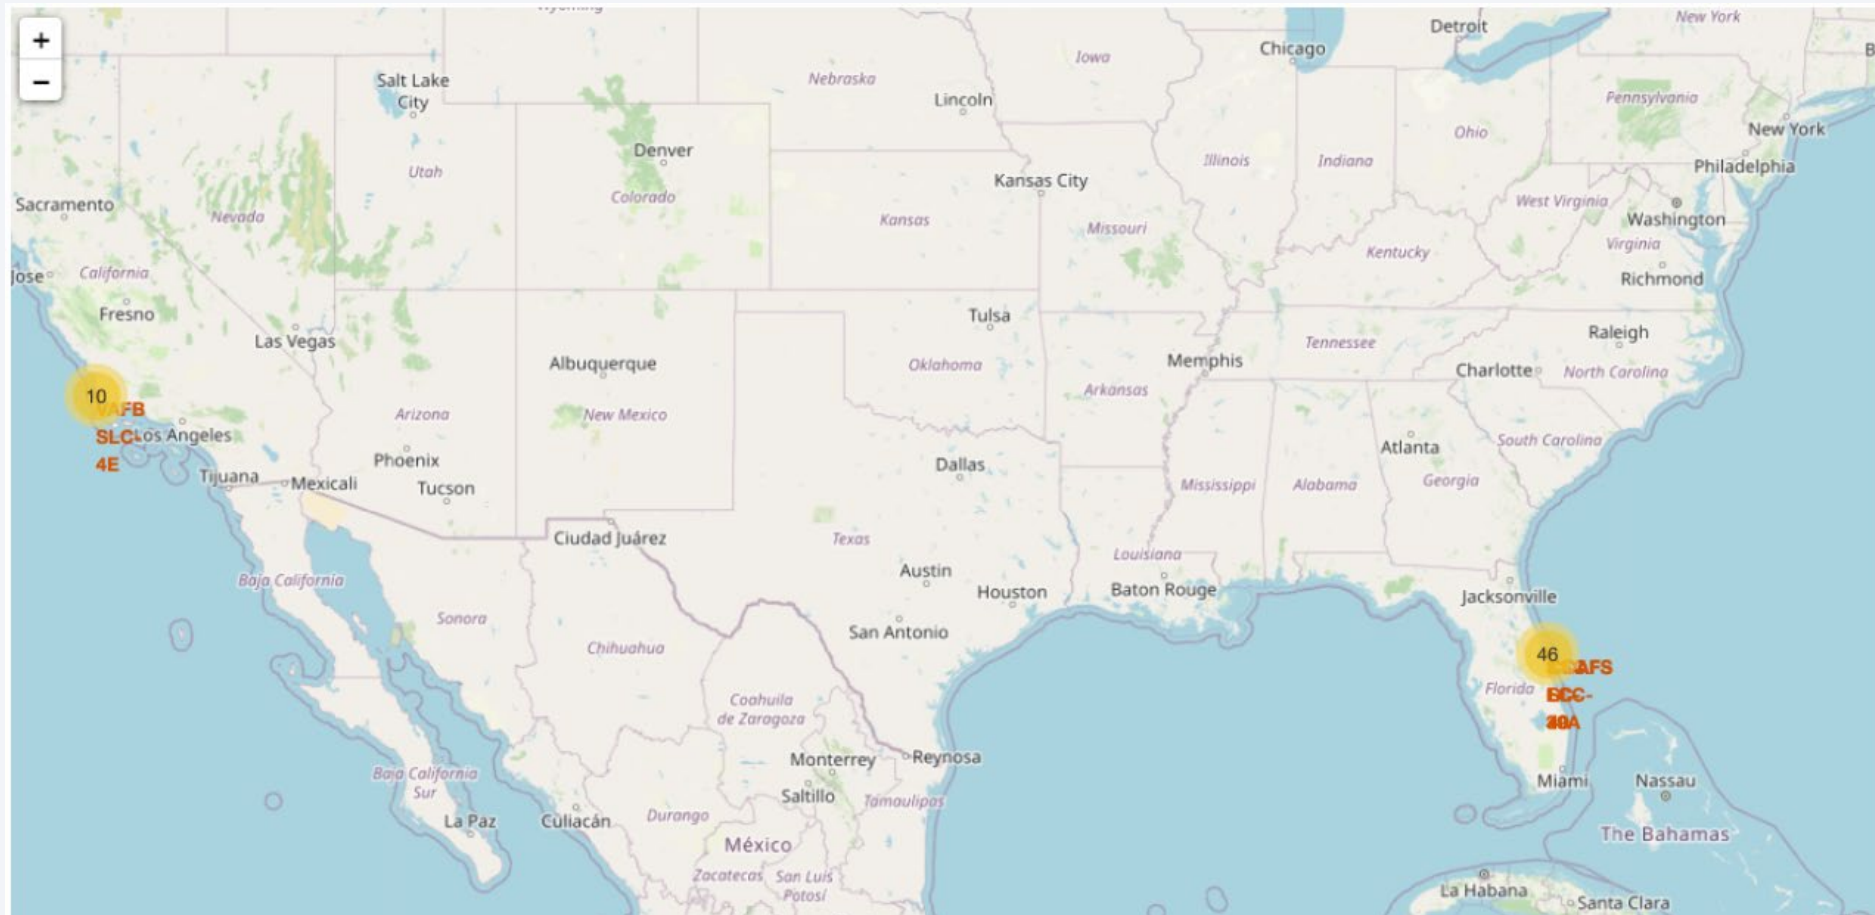 Wyoming
Detroit
New York
+
Chicago
Iowa
−
Salt Lake
City
Nebraska
Lincoln
Pennsylvania
New York
Ohio
Denver
Illinois
Indiana
Philadelphia
Utah
Kansas City
Colorado
West Virginia
Sacramento
Nevada
Kansas
Missouri
Washington
Virginia
Kentucky
Jose
California
Richmond
Fresno
Tulsa
Las Vegas
Raleigh
Tennessee
Albuquerque
Oklahoma
Memphis
Charlotte
North Carolina
Arkansas
10
VAFB
SLC-
4E
Los Angeles
Arizona
New Mexico
South Carolina
Atlanta
Phoenix
Dallas
Tijuana
Mexicali
Tucson
Mississippi
Alabama
Georgia
Ciudad Juárez
Texas
Louisiana
Baja California
Austin
Houston
Baton Rouge
Jacksonville
Sonora
San Antonio
Chihuahua
46
Florida
Coahuila
de Zaragoza
Monterrey
Reynosa
Baja California
Sur
Saltillo
Tamaulipas
Miami
Nassau
La Paz
Culiacán
Durango
The Bahamas
México
Zacatecas
San Luis
Potosí
La Habana
Santa Clara